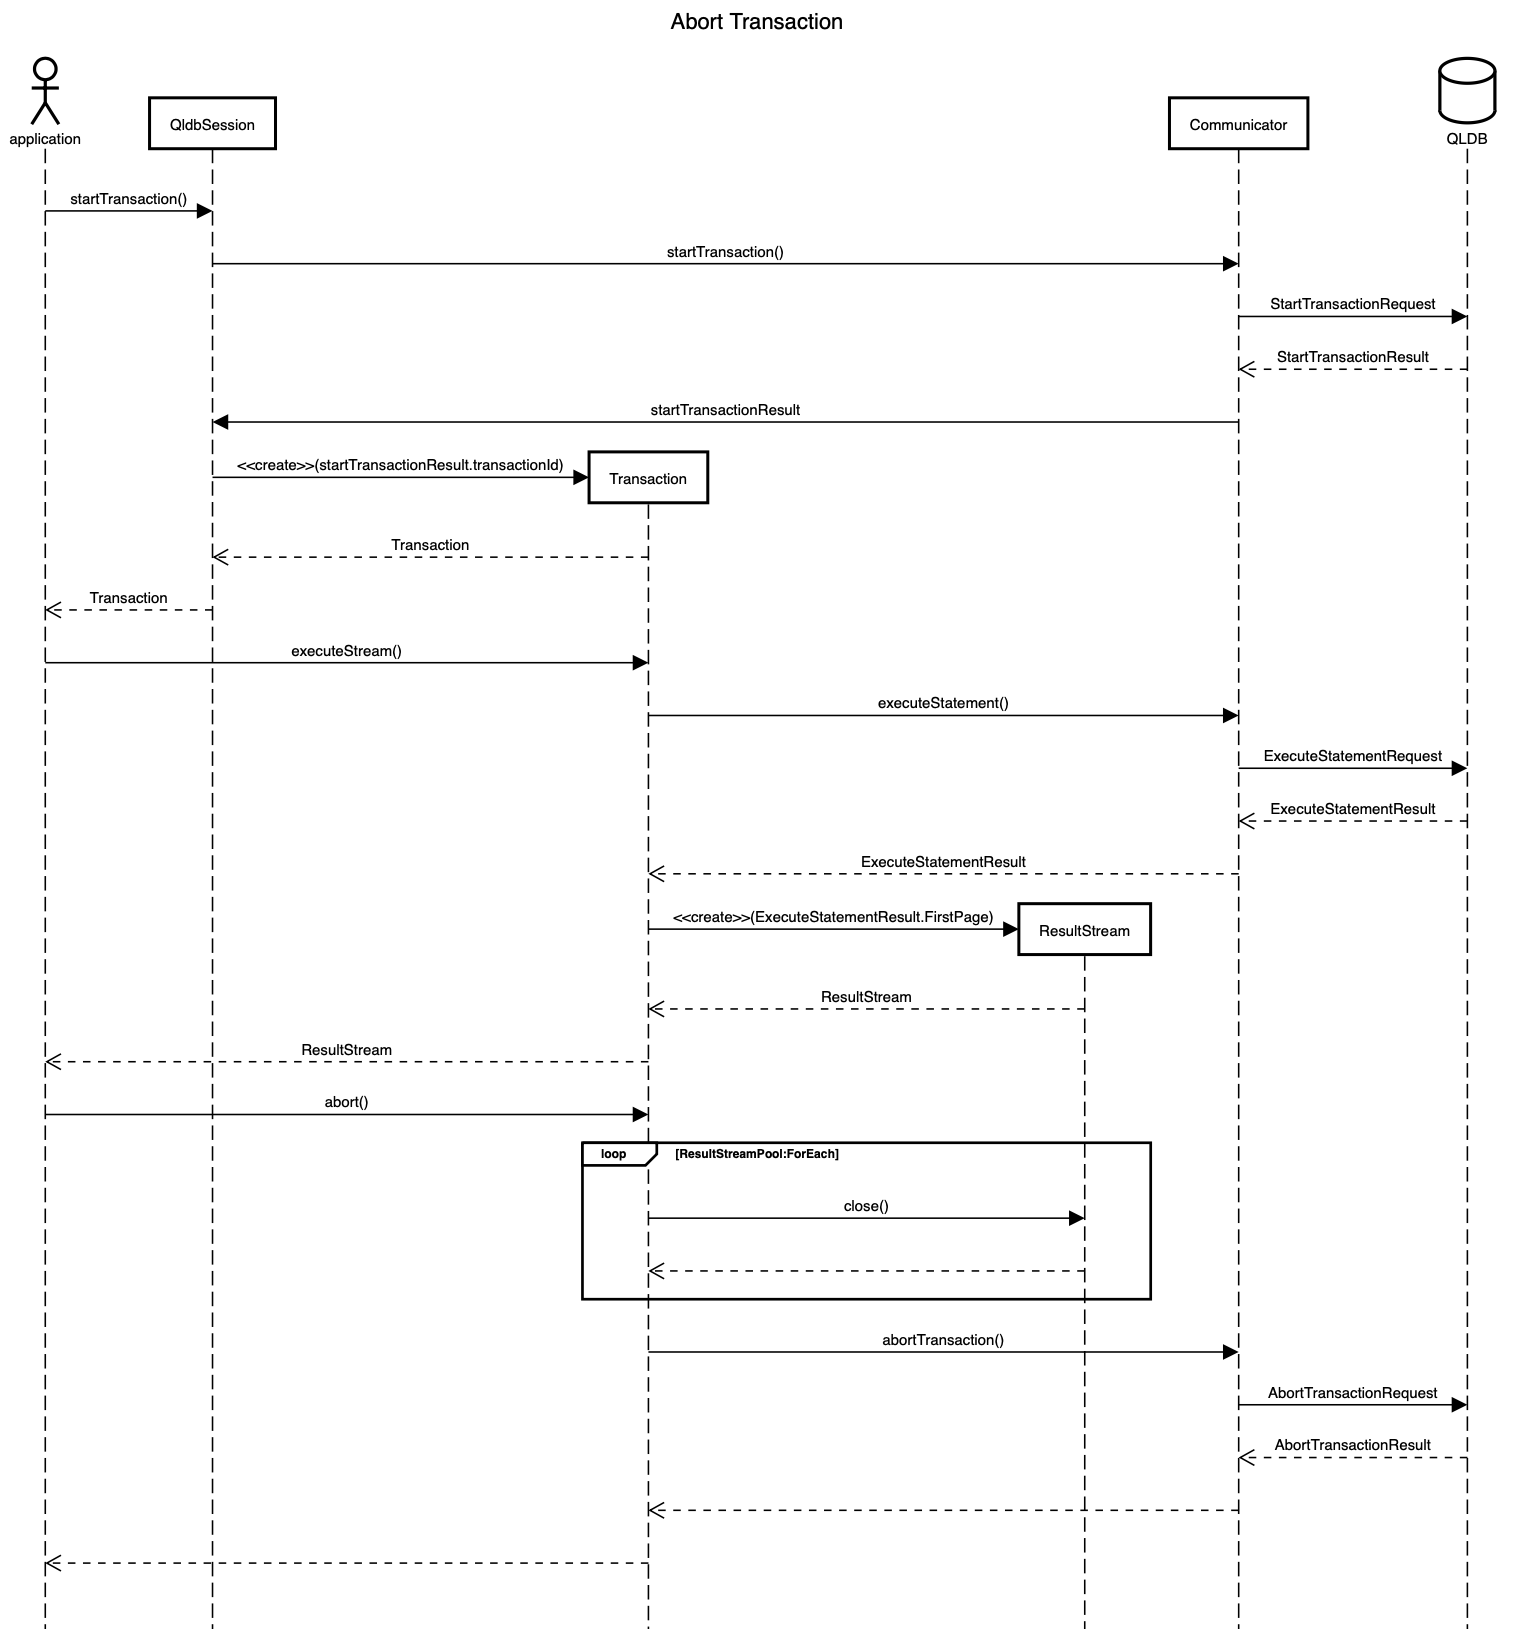 Abort Transaction
application
QldbSession
Communicator
QLDB
startTransaction()
startTransaction()
StartTransactionRequest
StartTransactionResult
startTransactionResult
<<create>>(startTransactionResult.transactionId)
Transaction
Transaction
Transaction
executeStream()
executeStatement()
ExecuteStatementRequest
ExecuteStatementResult
ExecuteStatementResult
<<create>>(ExecuteStatementResult.FirstPage)
ResultStream
ResultStream
ResultStream
abort()
loop [ResultStreamPool:ForEach]
close()
abortTransaction()
AbortTransactionRequest
AbortTransactionResult